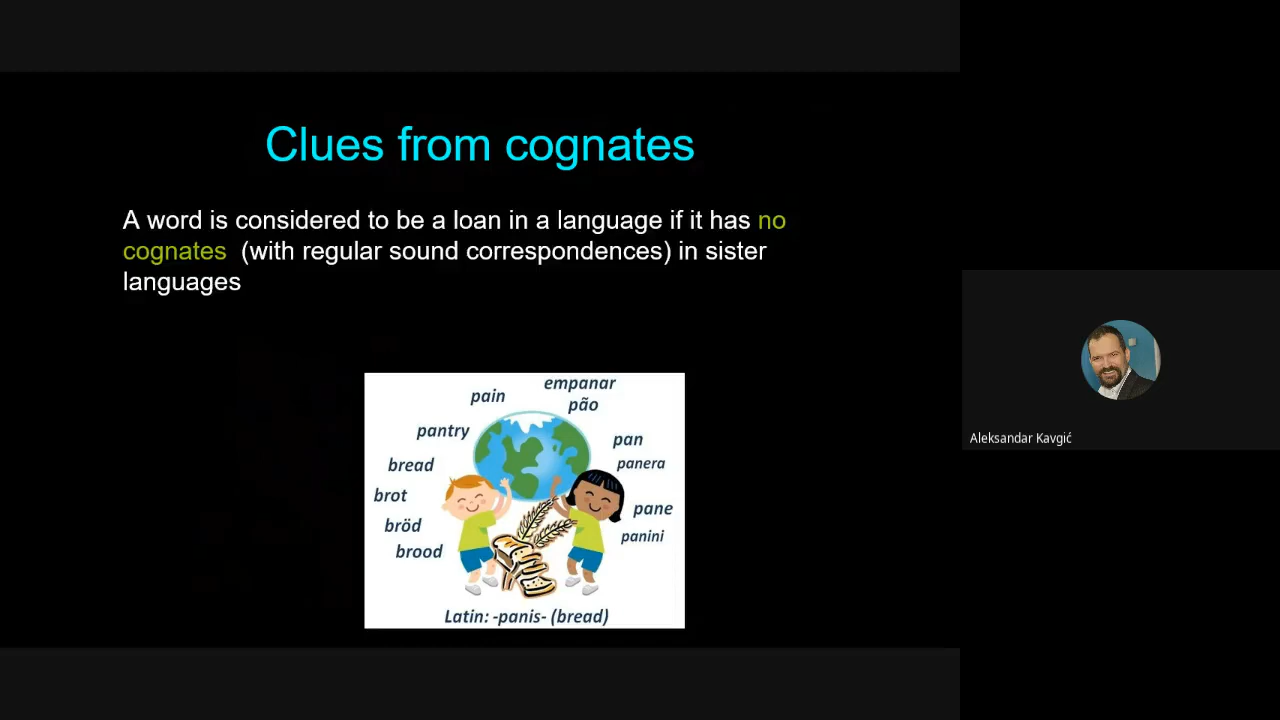 Clues from cognates
A word is considered to be a loan in a language if it has no
cognates (with regular sound correspondences) in sister
languages
empanar
pain
pão
pantry
pan
bread
panera
brot
pane
bröd
panini
brood
Latin: -panis- (bread)
Aleksandar Kavgić